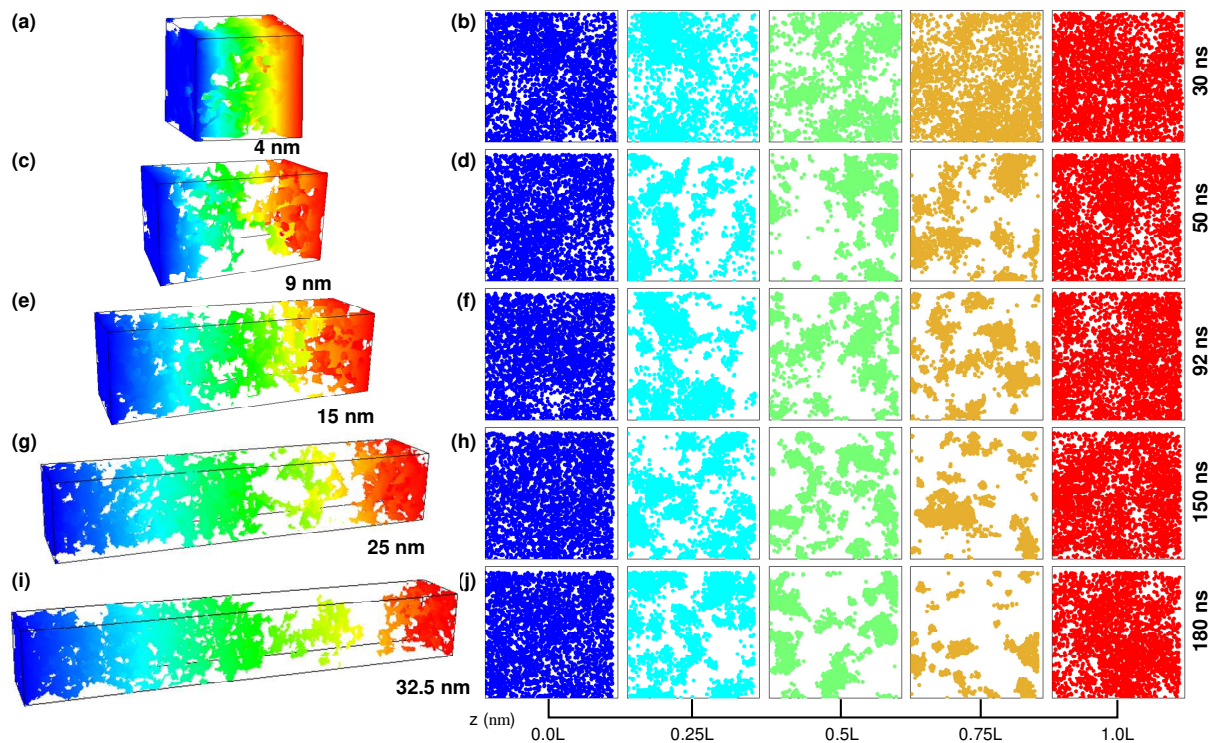 (a)
4 nm
(b)
30 ns
(c)
9 nm
(d)
50 ns
(e)
15 nm
(f)
92 ns
(g)
25 nm
(h)
150 ns
(i)
32.5 nm
(j)
180 ns
z (nm)
0.0L 0.25L 0.5L 0.75L 1.0L